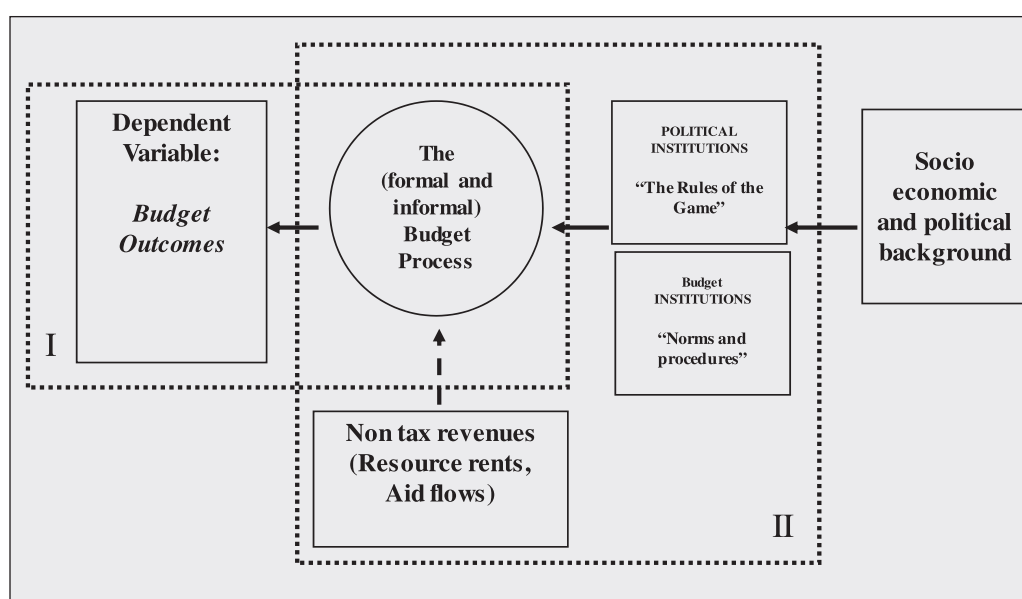 Dependent
Variable:
Budget
Outcomes
I
The
(formal and
informal)
Budget
Process
POLITICAL
INSTITUTIONS
“The Rules of the
Game”
Budget
INSTITUTIONS
“Norms and
procedures”
Socio
economic
and political
background
Non tax revenues
(Resource rents,
Aid flows)
II